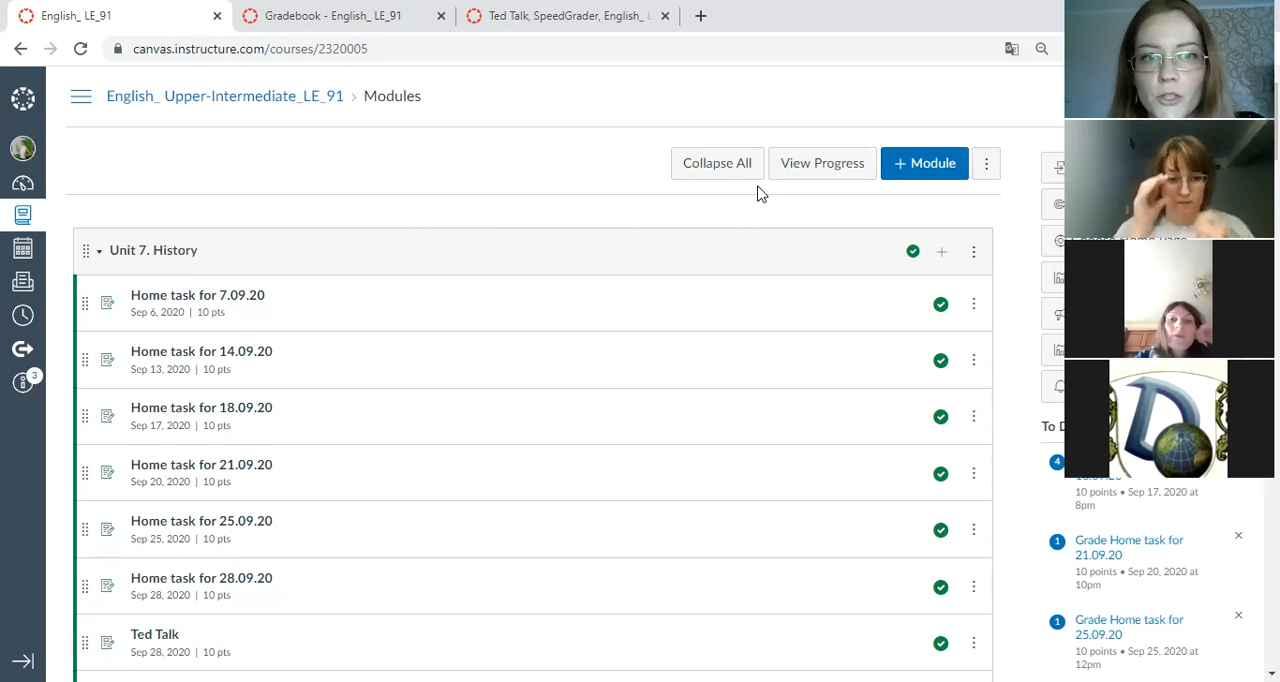 English_ LE_91
Gradebook - English_ LE_91
Ted Talk, SpeedGrader, English_
canvas.instructure.com/courses/2320005
English_ Upper-Intermediate_LE_91 › Modules
Collapse All
View Progress
+ Module
Unit 7. History
Home task for 7.09.20
Sep 6, 2020 | 10 pts
Home task for 14.09.20
Sep 13, 2020 | 10 pts
Home task for 18.09.20
Sep 17, 2020 | 10 pts
Home task for 21.09.20
Sep 20, 2020 | 10 pts
Home task for 25.09.20
Sep 25, 2020 | 10 pts
Home task for 28.09.20
Sep 28, 2020 | 10 pts
Ted Talk
Sep 28, 2020 | 10 pts
3
To D
4
10 points • Sep 17, 2020 at
8pm
1
Grade Home task for
21.09.20
10 points • Sep 20, 2020 at
10pm
1
Grade Home task for
25.09.20
10 points • Sep 25, 2020 at
12pm
D